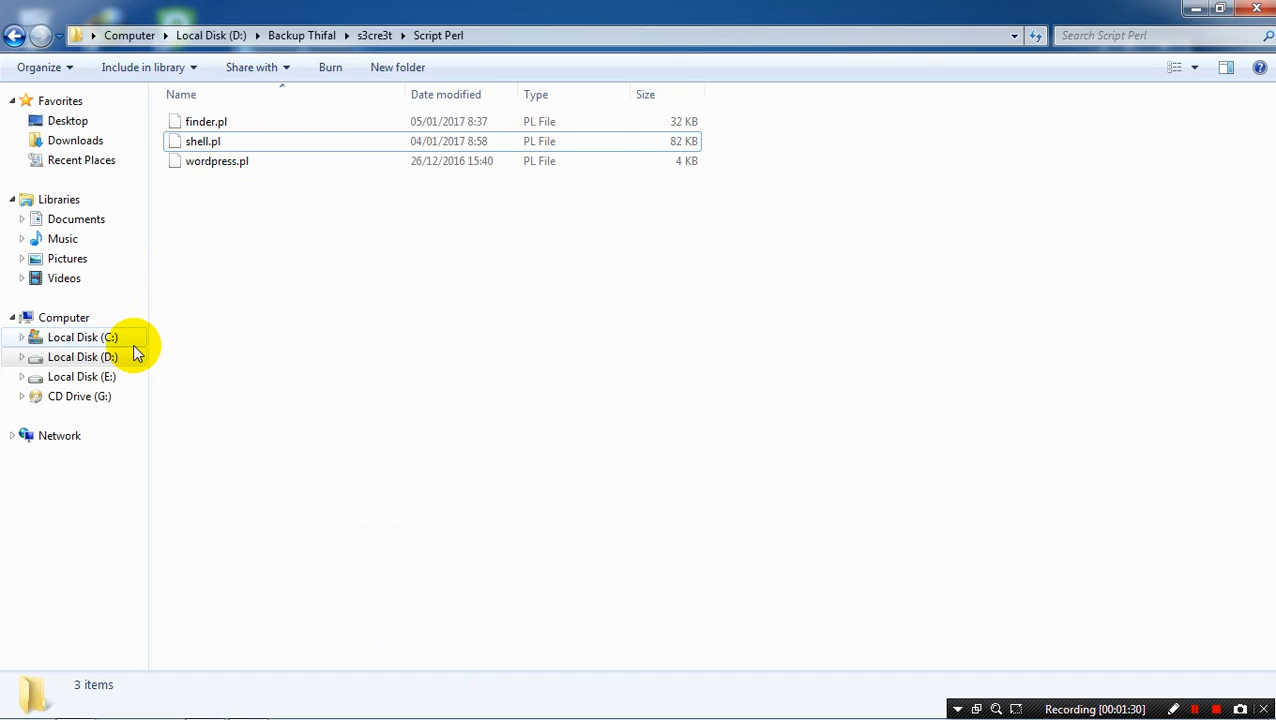 Computer Local Disk (D:) Backup Thifal s3cre3t Script Perl Search Script Perl
Organize Include in library Share with Burn New folder
Name Date modified Type Size
finder.pl 05/01/2017 8:37 PL File 32 KB
shell.pl 04/01/2017 8:58 PL File 82 KB
wordpress.pl 26/12/2016 15:40 PL File 4 KB
Favorites
Desktop
Downloads
Recent Places
Libraries
Documents
Music
Pictures
Videos
Computer
Local Disk (C:)
Local Disk (D:)
Local Disk (E:)
CD Drive (G:)
Network
3 items
Recording [00:01:30]